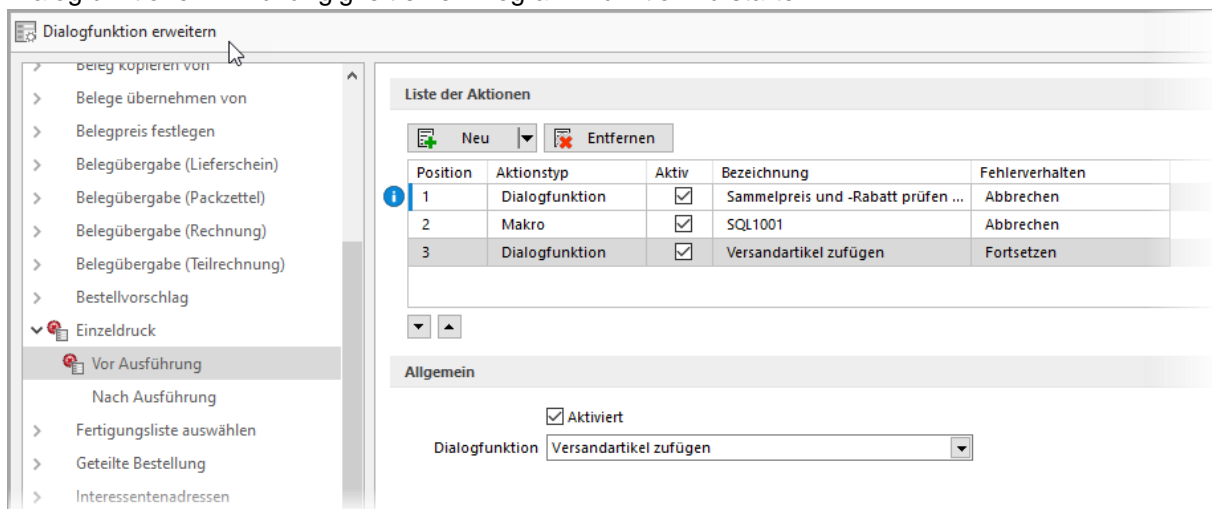 Dialogfunktion erweitern
Beleg kopieren von
Belege übernehmen von
Belegpreis festlegen
Belegübergabe (Lieferschein)
Belegübergabe (Packzettel)
Belegübergabe (Rechnung)
Belegübergabe (Teilrechnung)
Bestellvorschlag
Einzeldruck
Vor Ausführung
Nach Ausführung
Fertigungsliste auswählen
Geteilte Bestellung
Interessentenadressen
Liste der Aktionen
Neu Entfernen
Position Aktionstyp Aktiv Bezeichnung Fehlerverhalten
1 Dialogfunktion Sammelpreis und -Rabatt prüfen ... Abbrechen
2 Makro SQL1001 Abbrechen
3 Dialogfunktion Versandartikel zufügen Fortsetzen
Allgemein
Aktiviert
Dialogfunktion Versandartikel zufügen